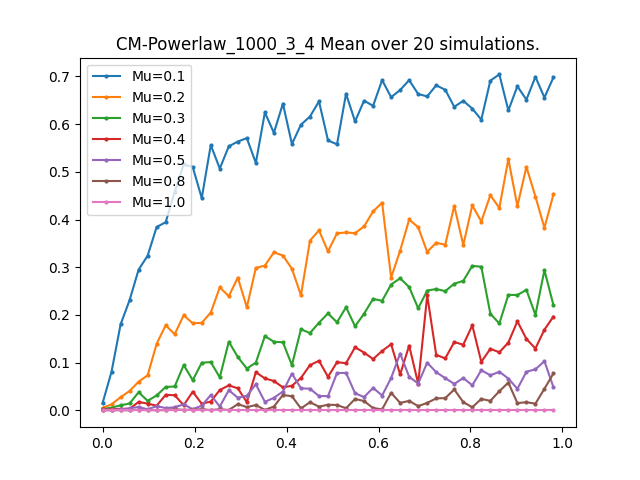 CM-Powerlaw_1000_3_4 Mean over 20 simulations.
0.7
0.6
0.5
0.4
0.3
0.2
0.1
0.0
Mu=0.1
Mu=0.2
Mu=0.3
Mu=0.4
Mu=0.5
Mu=0.8
Mu=1.0
0.0 0.2 0.4 0.6 0.8 1.0